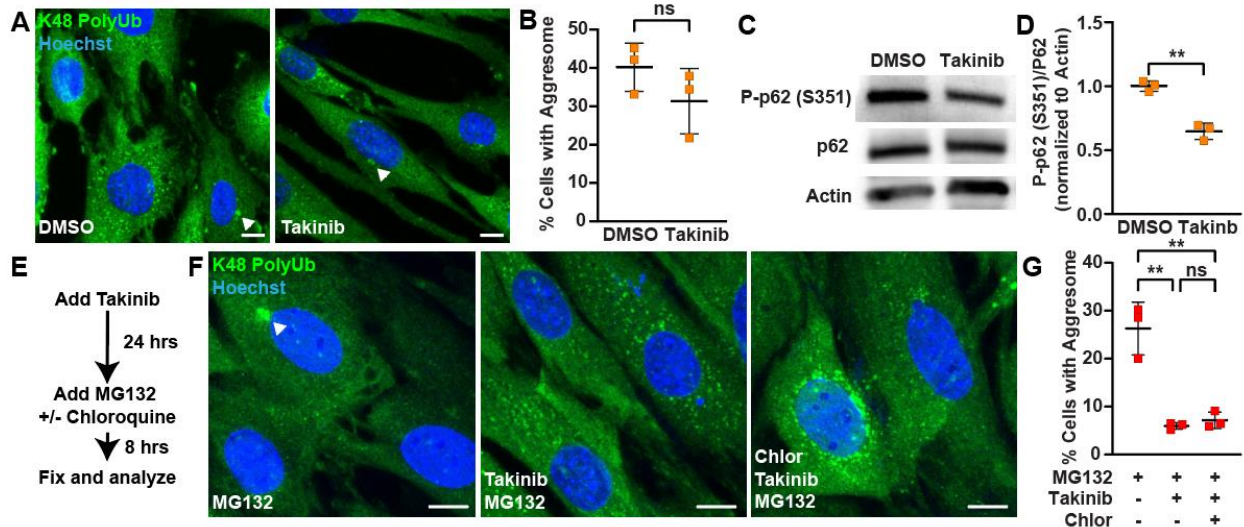 A
K48 PolyUb
Hoechst
DMSO
Takinib
B
ns
% Cells with Aggresome
50
40
30
20
10
0
DMSO Takinib
C
DMSO Takinib
P-p62 (S351)
p62
Actin
D
**
P-p62 (S351)/P62
(normalized t0 Actin)
1.5
1.0
0.5
0
DMSO Takinb
E
Add Takinib
24 hrs
Add MG132
+/- Chloroquine
8 hrs
Fix and analyze
F
K48 PolyUb
Hoechst
MG132
Takinib
MG132
Chlor
Takinib
MG132
G
**
** ns
% Cells with Aggresome
30
20
10
0
MG132 + + +
Takinib - + +
Chlor - - +